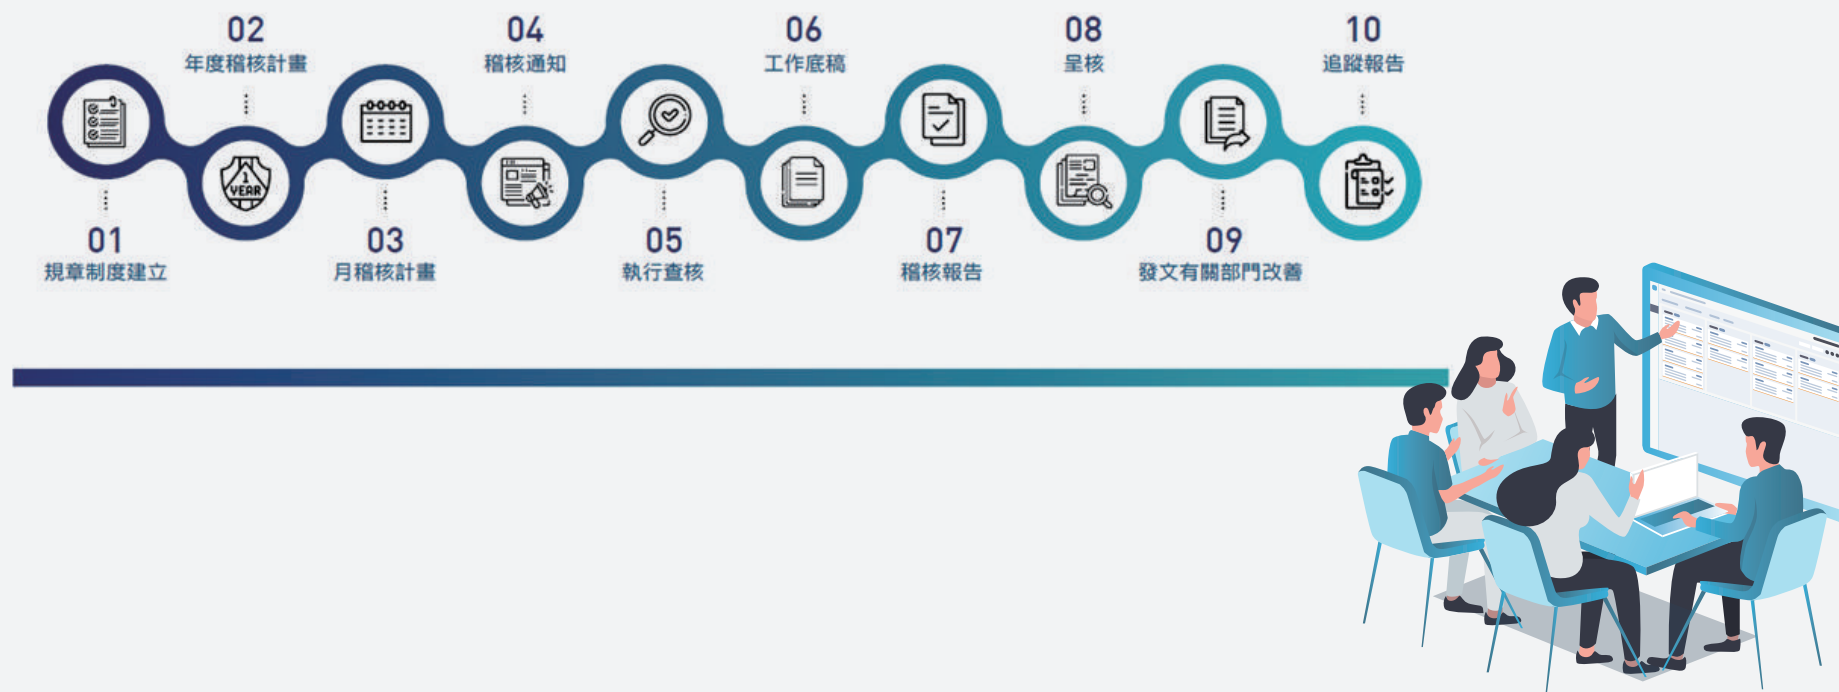 01
規章制度建立
02
年度稽核計畫
1
YEAR
03
月稽核計畫
04
稽核通知
05
執行查核
06
工作底稿
07
稽核報告
08
呈核
09
發文有關部門改善
10
追蹤報告